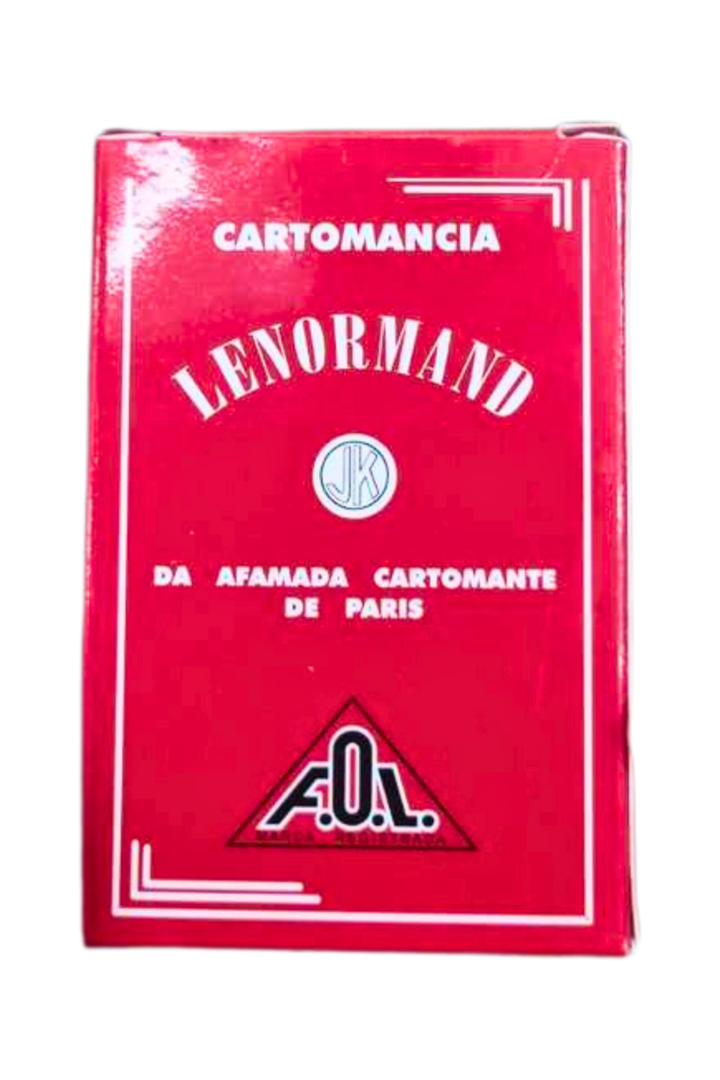 CARTOMANCIA
LENORMAND
JK
DA AFAMADA CARTOMANTE
DE PARIS
F.O.L.
MARCA REGISTRADA